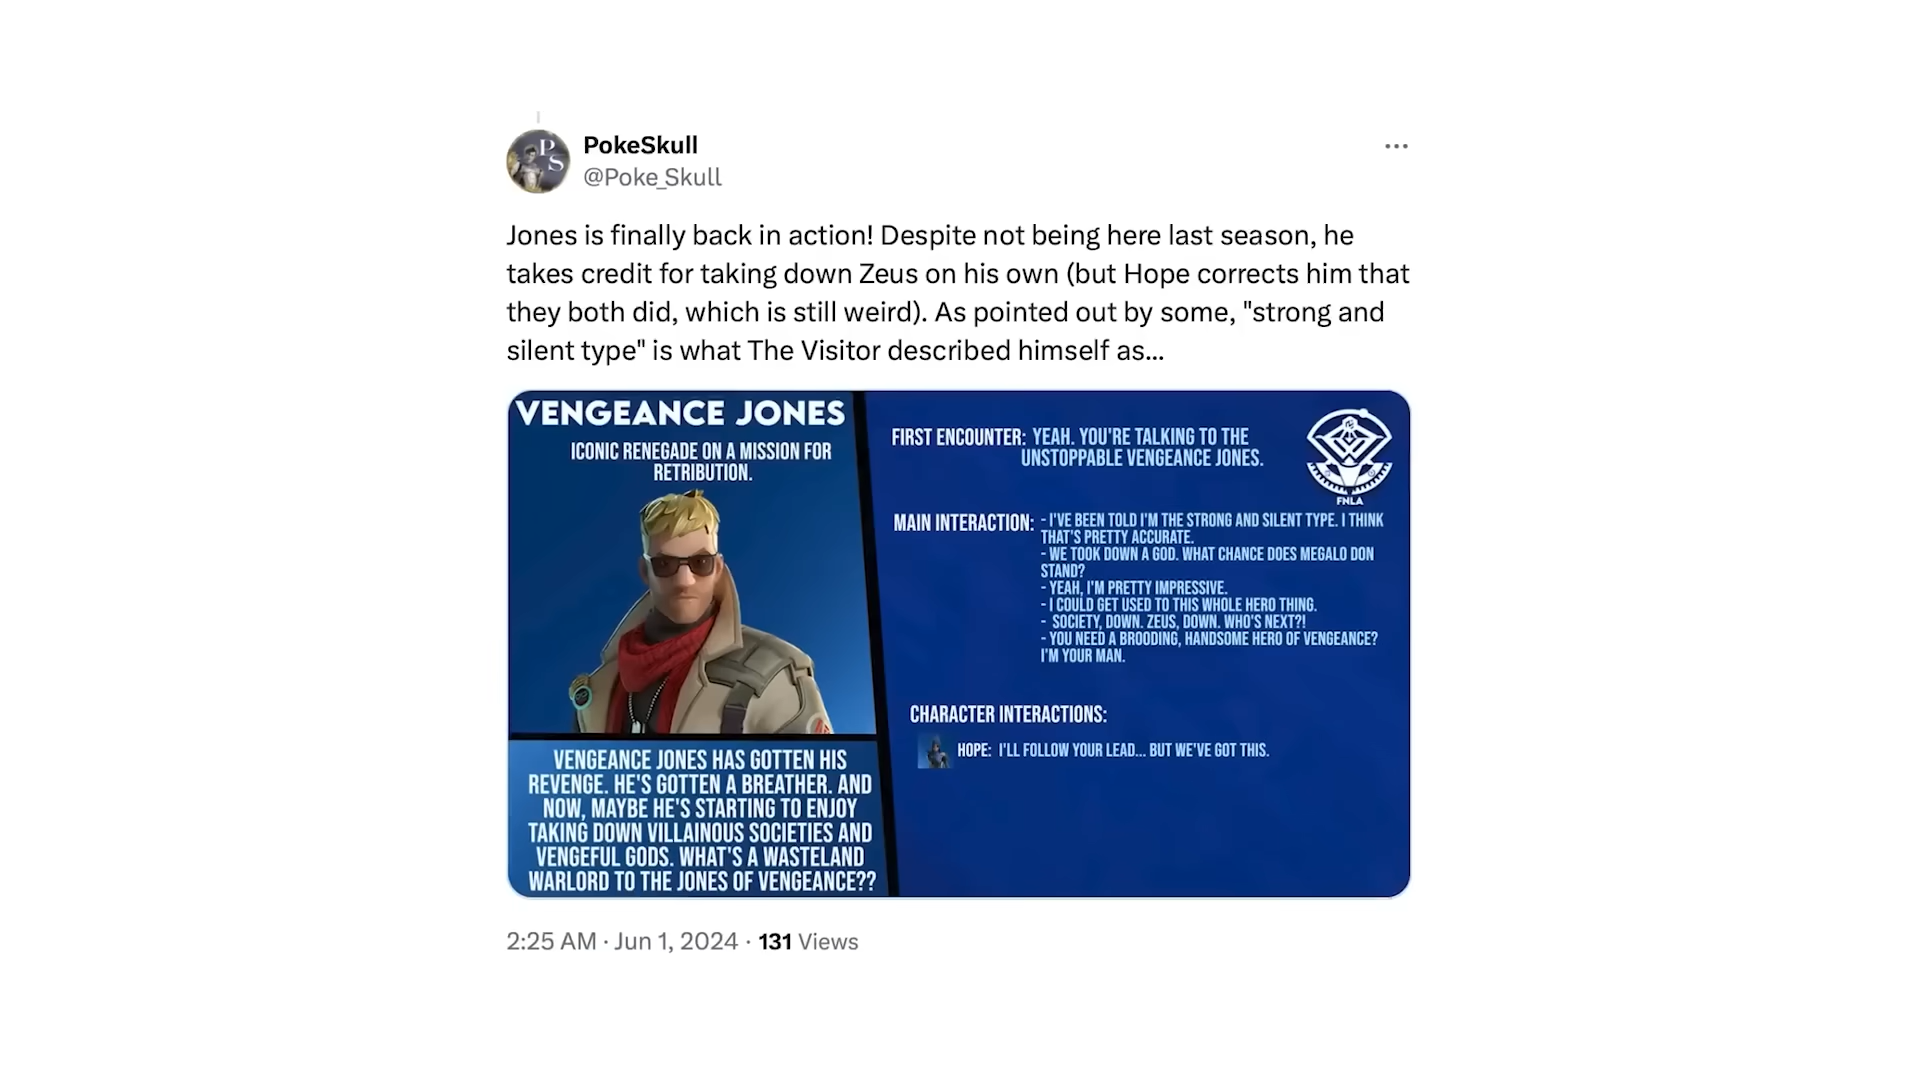 PokeSkull
@Poke_Skull
Jones is finally back in action! Despite not being here last season, he
takes credit for taking down Zeus on his own (but Hope corrects him that
they both did, which is still weird). As pointed out by some, "strong and
silent type" is what The Visitor described himself as...
VENGEANCE JONES
ICONIC RENEGADE ON A MISSION FOR
RETRIBUTION.
VENGEANCE JONES HAS GOTTEN HIS
REVENGE. HE'S GOTTEN A BREATHER. AND
NOW, MAYBE HE'S STARTING TO ENJOY
TAKING DOWN VILLAINOUS SOCIETIES AND
VENGEFUL GODS. WHAT'S A WASTELAND
WARLORD TO THE JONES OF VENGEANCE??
FIRST ENCOUNTER: YEAH. YOU'RE TALKING TO THE
UNSTOPPABLE VENGEANCE JONES.
FNLA
MAIN INTERACTION: - I'VE BEEN TOLD I'M THE STRONG AND SILENT TYPE. I THINK
THAT'S PRETTY ACCURATE.
- WE TOOK DOWN A GOD. WHAT CHANCE DOES MEGALO DON
STAND?
- YEAH, I'M PRETTY IMPRESSIVE.
- I COULD GET USED TO THIS WHOLE HERO THING.
- SOCIETY, DOWN. ZEUS, DOWN. WHO'S NEXT?!
- YOU NEED A BROODING, HANDSOME HERO OF VENGEANCE?
I'M YOUR MAN.
CHARACTER INTERACTIONS:
HOPE: I'LL FOLLOW YOUR LEAD... BUT WE'VE GOT THIS.
2:25 AM · Jun 1, 2024 · 131 Views
PS